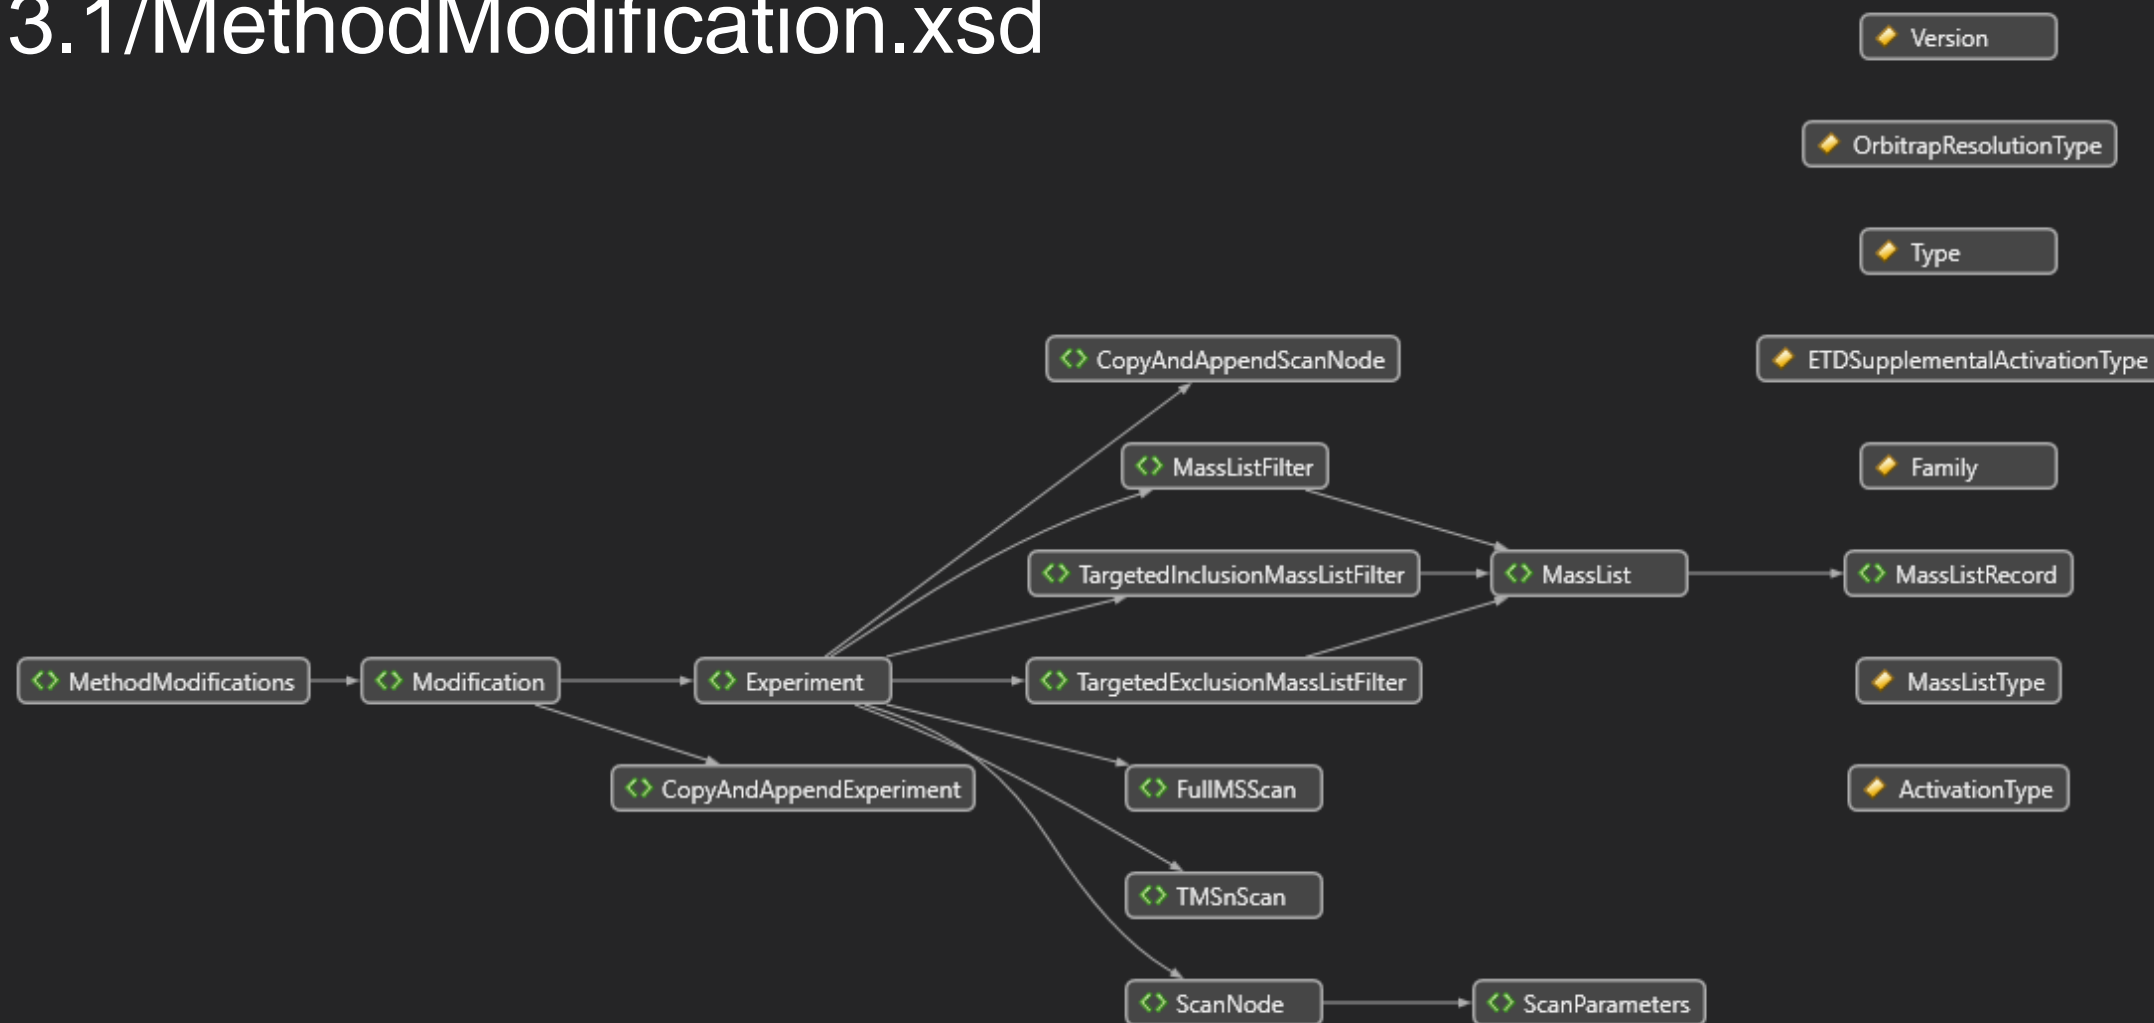 3.1/MethodModification.xsd
Version
OrbitrapResolutionType
Type
CopyAndAppendScanNode
ETDSupplementalActivationType
MassListFilter
Family
TargetedInclusionMassListFilter
MassList
MassListRecord
MethodModifications
Modification
Experiment
TargetedExclusionMassListFilter
MassListType
CopyAndAppendExperiment
FullMSScan
ActivationType
TMSnScan
ScanNode
ScanParameters